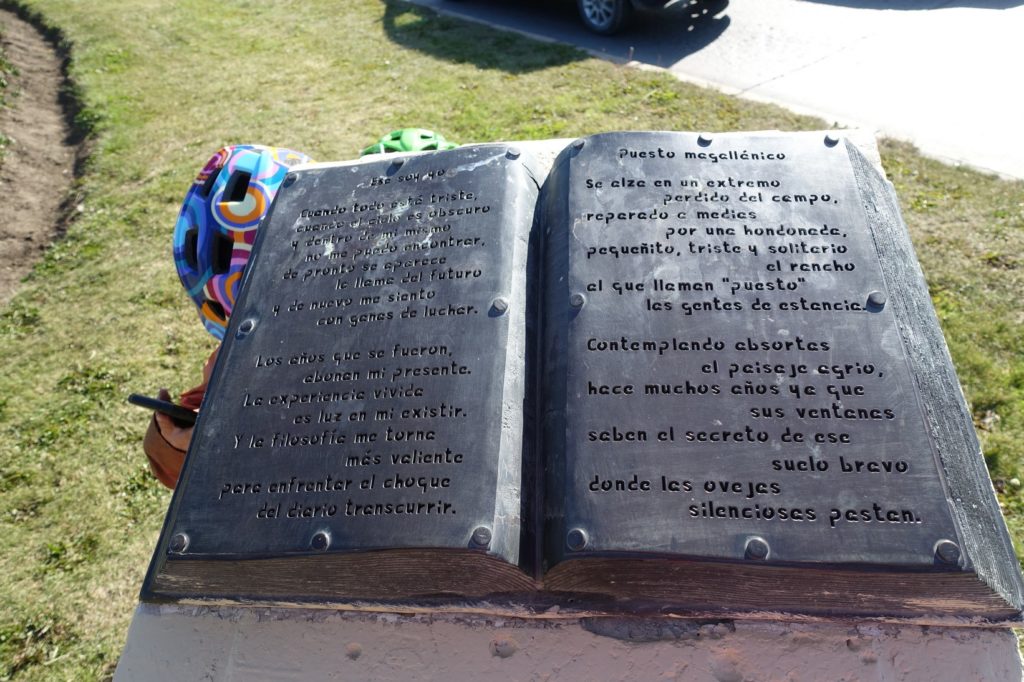 Ese soy yo
Cuando todo está triste,
cuando el cielo es obscuro
y dentro de mi mismo
no me puedo encontrar,
de pronto se aparece
la llama del futuro
y de nuevo me siento
con ganas de luchar.
Los años que se fueron,
abonan mi presente.
La experiencia vivida
es luz en mi existir.
Y la filosofía me torna
más valiente
para enfrentar el choque
del diario transcurrir.
Puesto magallánico
Se alza en un extremo
perdido del campo,
reparado a medias
por una hondonada,
pequeñito, triste y solitario
el rancho
al que llaman "puesto"
las gentes de estancia.
Contemplando absortas
el paisaje agrio,
hace muchos años ya que
sus ventanas
saben el secreto de ese
suelo bravo
donde las ovejas
silenciosas pastan.